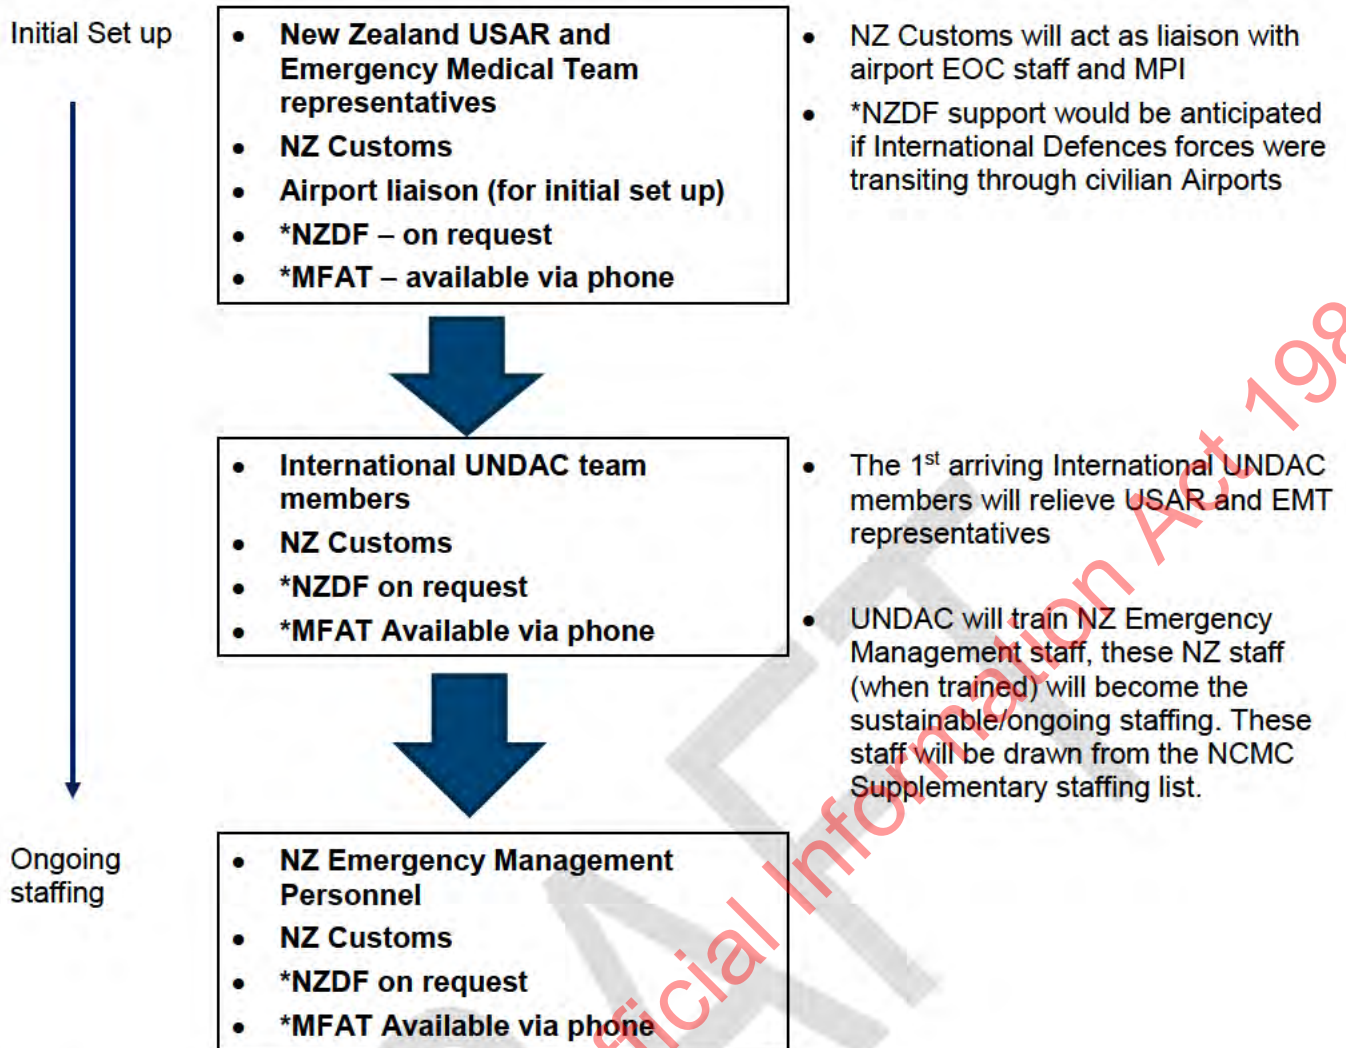 Initial Set up
• New Zealand USAR and
Emergency Medical Team
representatives
• NZ Customs
• Airport liaison (for initial set up)
• *NZDF – on request
• *MFAT – available via phone
• NZ Customs will act as liaison with
airport EOC staff and MPI
• *NZDF support would be anticipated
if International Defences forces were
transiting through civilian Airports
• International UNDAC team
members
• NZ Customs
• *NZDF on request
• *MFAT Available via phone
• The 1st arriving International UNDAC
members will relieve USAR and EMT
representatives
• UNDAC will train NZ Emergency
Management staff, these NZ staff
(when trained) will become the
sustainable/ongoing staffing. These
staff will be drawn from the NCMC
Supplementary staffing list.
Ongoing
staffing
• NZ Emergency Management
Personnel
• NZ Customs
• *NZDF on request
• *MFAT Available via phone
Information Act 198